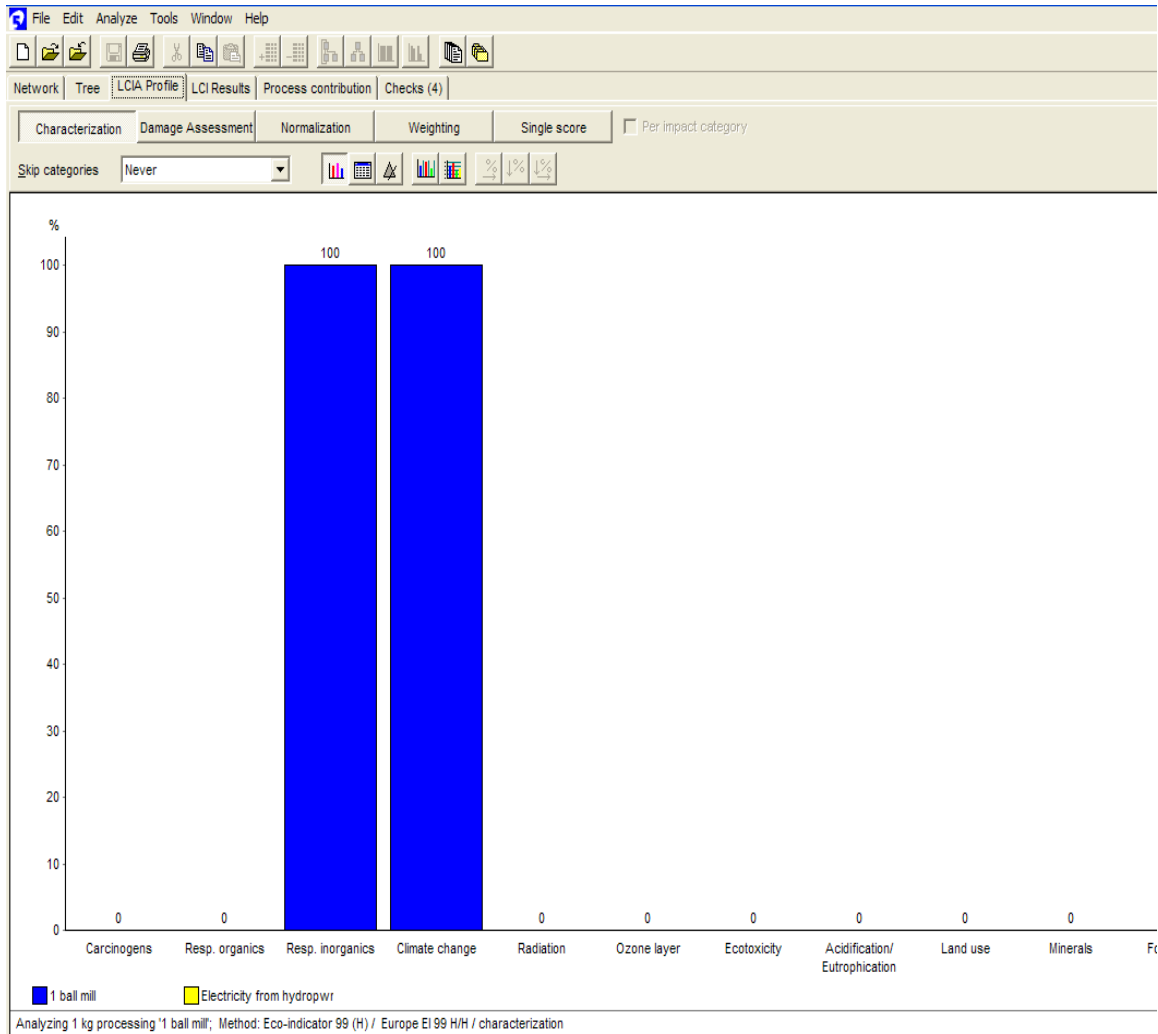 File Edit Analyze Tools Window Help
Network Tree LCIA Profile LCI Results Process contribution Checks (4)
Characterization Damage Assessment Normalization Weighting Single score Per impact category
Skip categories Never
%
100 100
100
90
80
70
60
50
40
30
20
10
0 0 0 0 0 0 0 0 0
Carcinogens Resp. organics Resp. inorganics Climate change Radiation Ozone layer Ecotoxicity Acidification/ Land use Minerals Fo
Eutrophication
1 ball mill Electricity from hydropwr
Analyzing 1 kg processing '1 ball mill'; Method: Eco-indicator 99 (H) / Europe EI 99 H/H / characterization